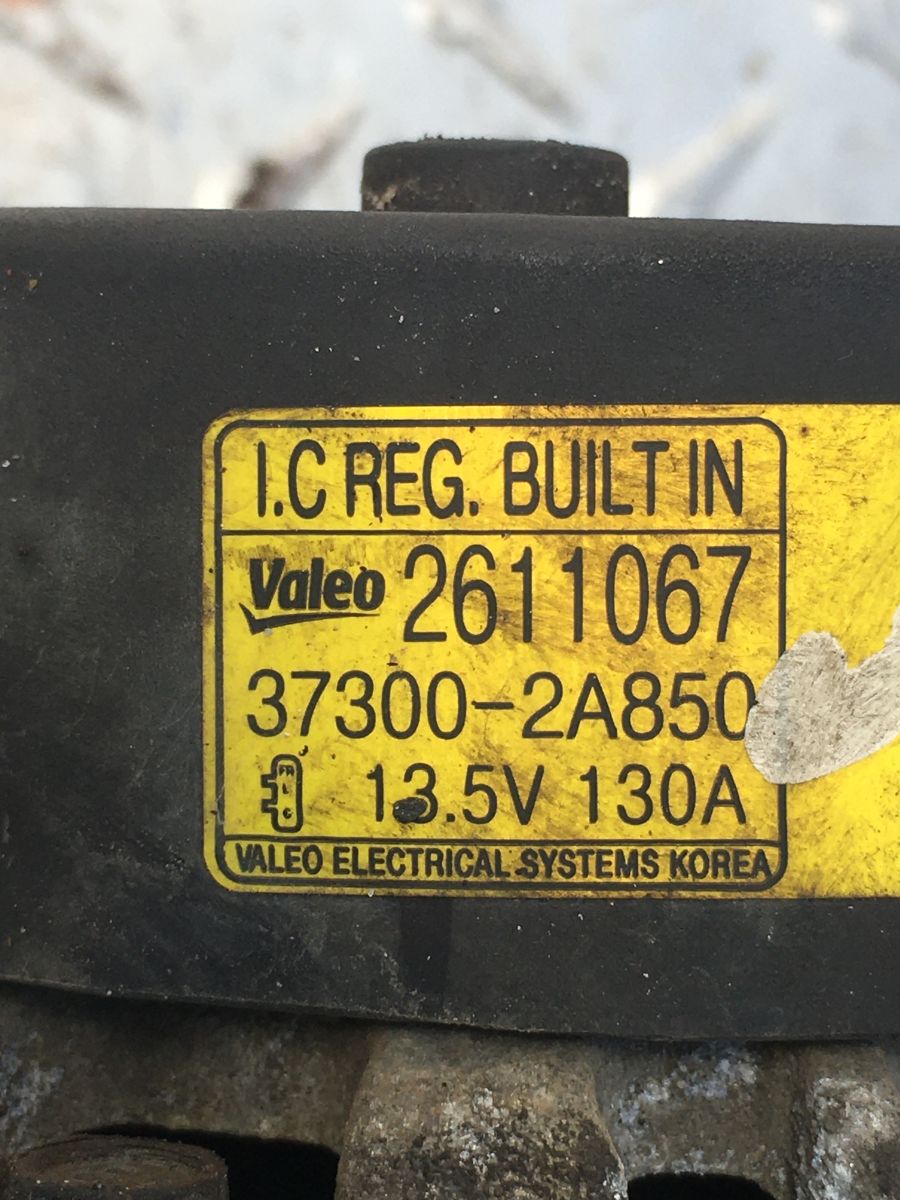 I.C REG. BUILT IN
Valeo 2611067
37300-2A850
13.5V 130A
VALEO ELECTRICAL SYSTEMS KOREA